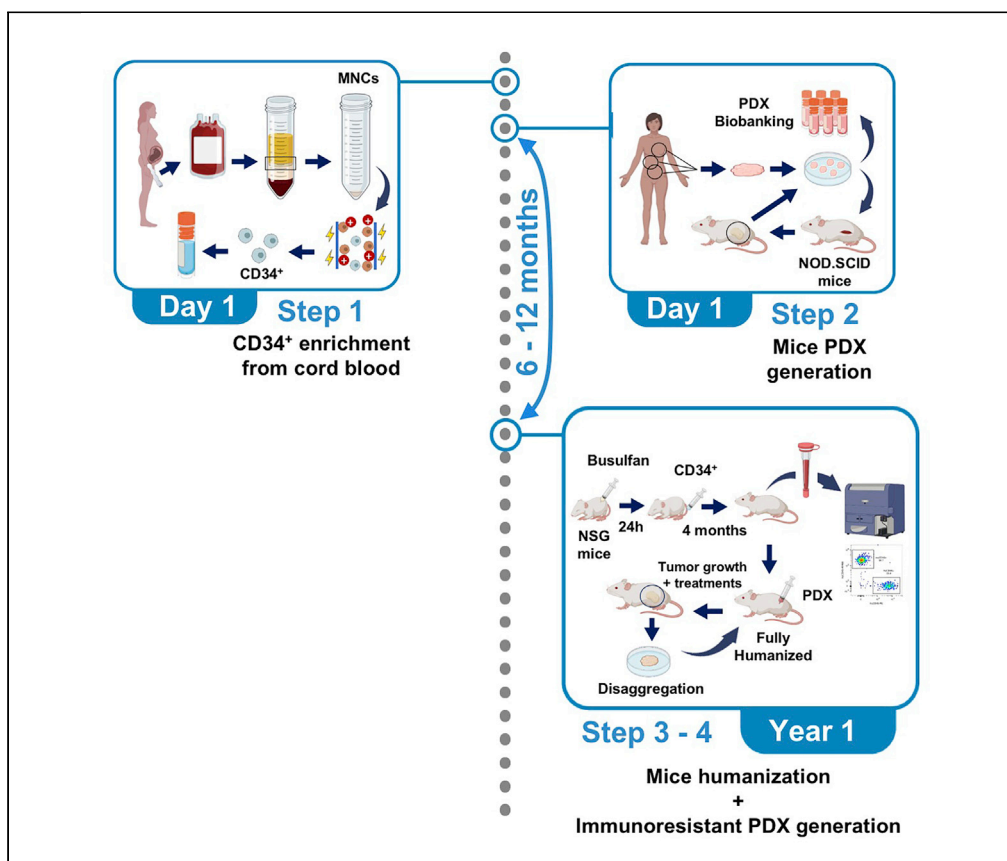 MNCs
CD34⁺
Day 1
Step 1
CD34⁺ enrichment
from cord blood
6 - 12 months
PDX
Biobanking
NOD.SCID
mice
Day 1
Step 2
Mice PDX
generation
Busulfan
CD34⁺
NSG
mice
24h
4 months
Tumor growth
+ treatments
PDX
Fully
Humanized
Disaggregation
Step 3 - 4
Year 1
Mice humanization
+
Immunoresistant PDX generation